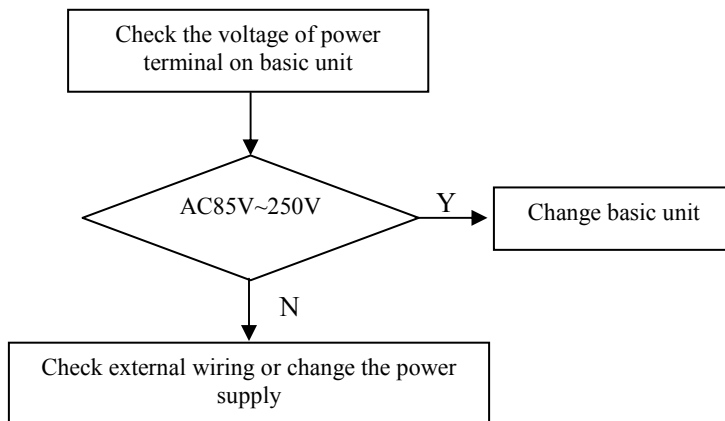 Check the voltage of power
terminal on basic unit
AC85V~250V
Y
Change basic unit
N
Check external wiring or change the power
supply